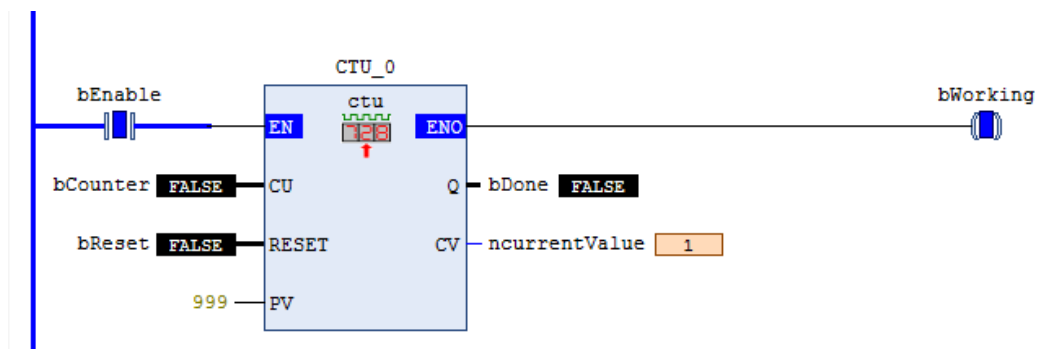 CTU_0
bEnable
ctu
bWorking
EN
728
ENO
bCounter FALSE
CU
Q
bDone FALSE
bReset FALSE
RESET
CV
ncurrentValue 1
999
PV